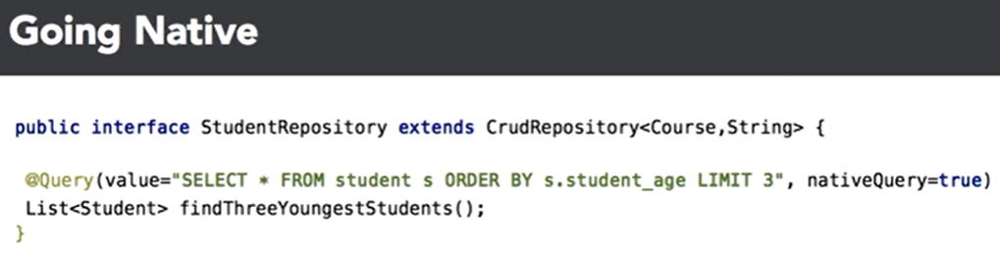 Going Native
public interface StudentRepository extends CrudRepository<Course,String> {
@Query(value="SELECT * FROM student s ORDER BY s.student_age LIMIT 3", nativeQuery=true)
List<Student> findThreeYoungestStudents();
}